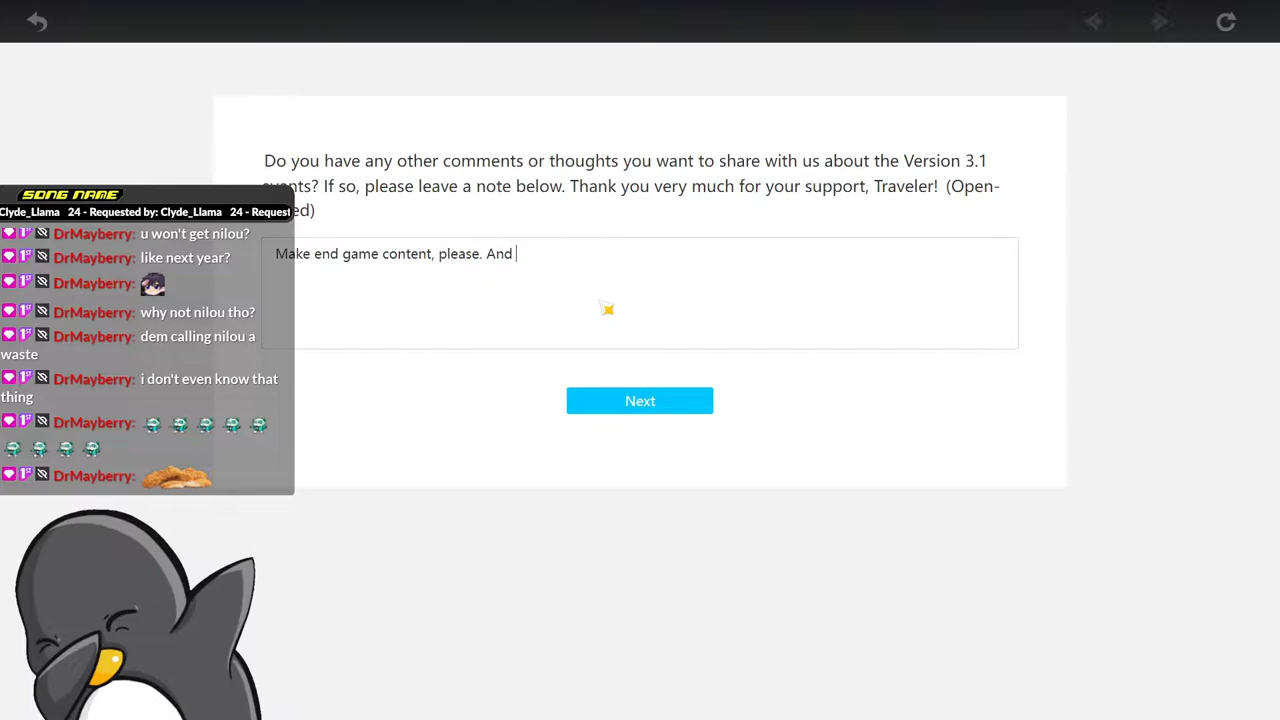 Do you have any other comments or thoughts you want to share with us about the Version 3.1
events? If so, please leave a note below. Thank you very much for your support, Traveler! (Open-
ed)
Make end game content, please. And
Next
SONG NAME
Clyde_Llama 24 - Requested by: Clyde_Llama 24 - Request
DrMayberry: u won't get nilou?
DrMayberry: like next year?
DrMayberry:
DrMayberry: why not nilou tho?
DrMayberry: dem calling nilou a
waste
DrMayberry: i don't even know that
thing
DrMayberry:
DrMayberry: